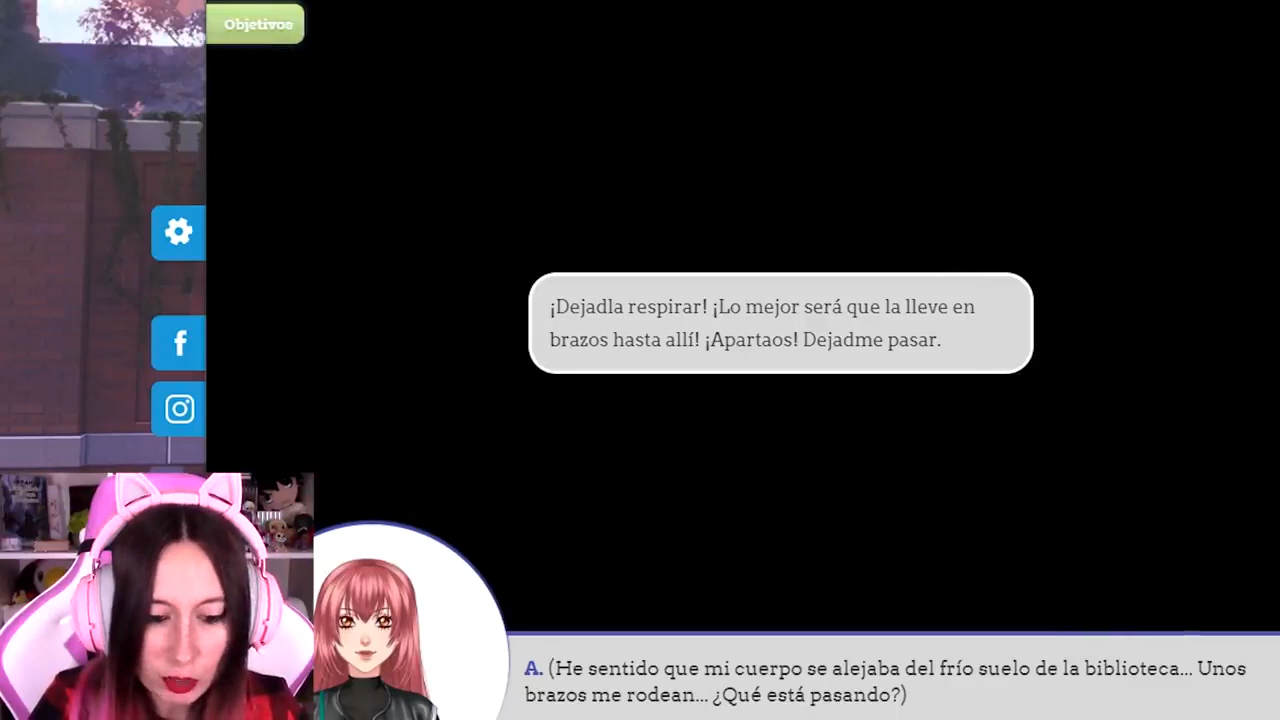 Objetivos
¡Dejadla respirar! ¡Lo mejor será que la lleve en
brazos hasta allí! ¡Apartaos! Dejadme pasar.
A. (He sentido que mi cuerpo se alejaba del frío suelo de la biblioteca... Unos
brazos me rodean... ¿Qué está pasando?)